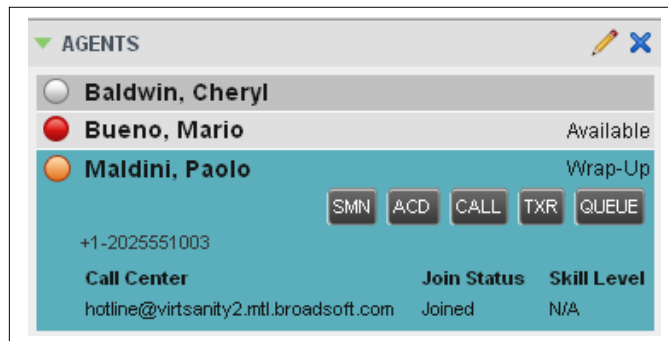 AGENTS
Baldwin, Cheryl
Bueno, Mario Available
Maldini, Paolo Wrap-Up
SMN ACD CALL TXR QUEUE
+1-2025551003
Call Center Join Status Skill Level
hotline@virtsanity2.mtl.broadsoft.com Joined N/A